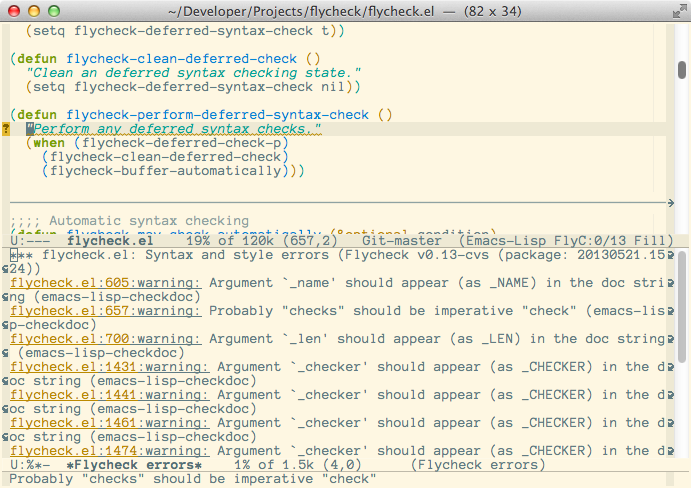 ~/Developer/Projects/flycheck/flycheck.el — (82 x 34)
(setq flycheck-deferred-syntax-check t))
(defun flycheck-clean-deferred-check ()
"Clean an deferred syntax checking state."
(setq flycheck-deferred-syntax-check nil))
(defun flycheck-perform-deferred-syntax-check ()
? "Perform any deferred syntax checks."
(when (flycheck-deferred-check-p)
(flycheck-clean-deferred-check)
(flycheck-buffer-automatically)))
;;;; Automatic syntax checking
(defun flycheck-may-check-automatically (&optional condition)
U:--- flycheck.el 19% of 120k (657,2) Git-master (Emacs-Lisp FlyC:0/13 Fill)
*** flycheck.el: Syntax and style errors (Flycheck v0.13-cvs (package: 20130521.15
24))
flycheck.el:605:warning: Argument `_name' should appear (as _NAME) in the doc stri
ng (emacs-lisp-checkdoc)
flycheck.el:657:warning: Probably "checks" should be imperative "check" (emacs-lis
p-checkdoc)
flycheck.el:700:warning: Argument `_len' should appear (as _LEN) in the doc string
(emacs-lisp-checkdoc)
flycheck.el:1431:warning: Argument `_checker' should appear (as _CHECKER) in the d
oc string (emacs-lisp-checkdoc)
flycheck.el:1441:warning: Argument `_checker' should appear (as _CHECKER) in the d
oc string (emacs-lisp-checkdoc)
flycheck.el:1461:warning: Argument `_checker' should appear (as _CHECKER) in the d
oc string (emacs-lisp-checkdoc)
flycheck.el:1474:warning: Argument `_checker' should appear (as _CHECKER) in the d
U:%*- *Flycheck errors* 1% of 1.5k (4,0) (Flycheck errors)
Probably "checks" should be imperative "check"